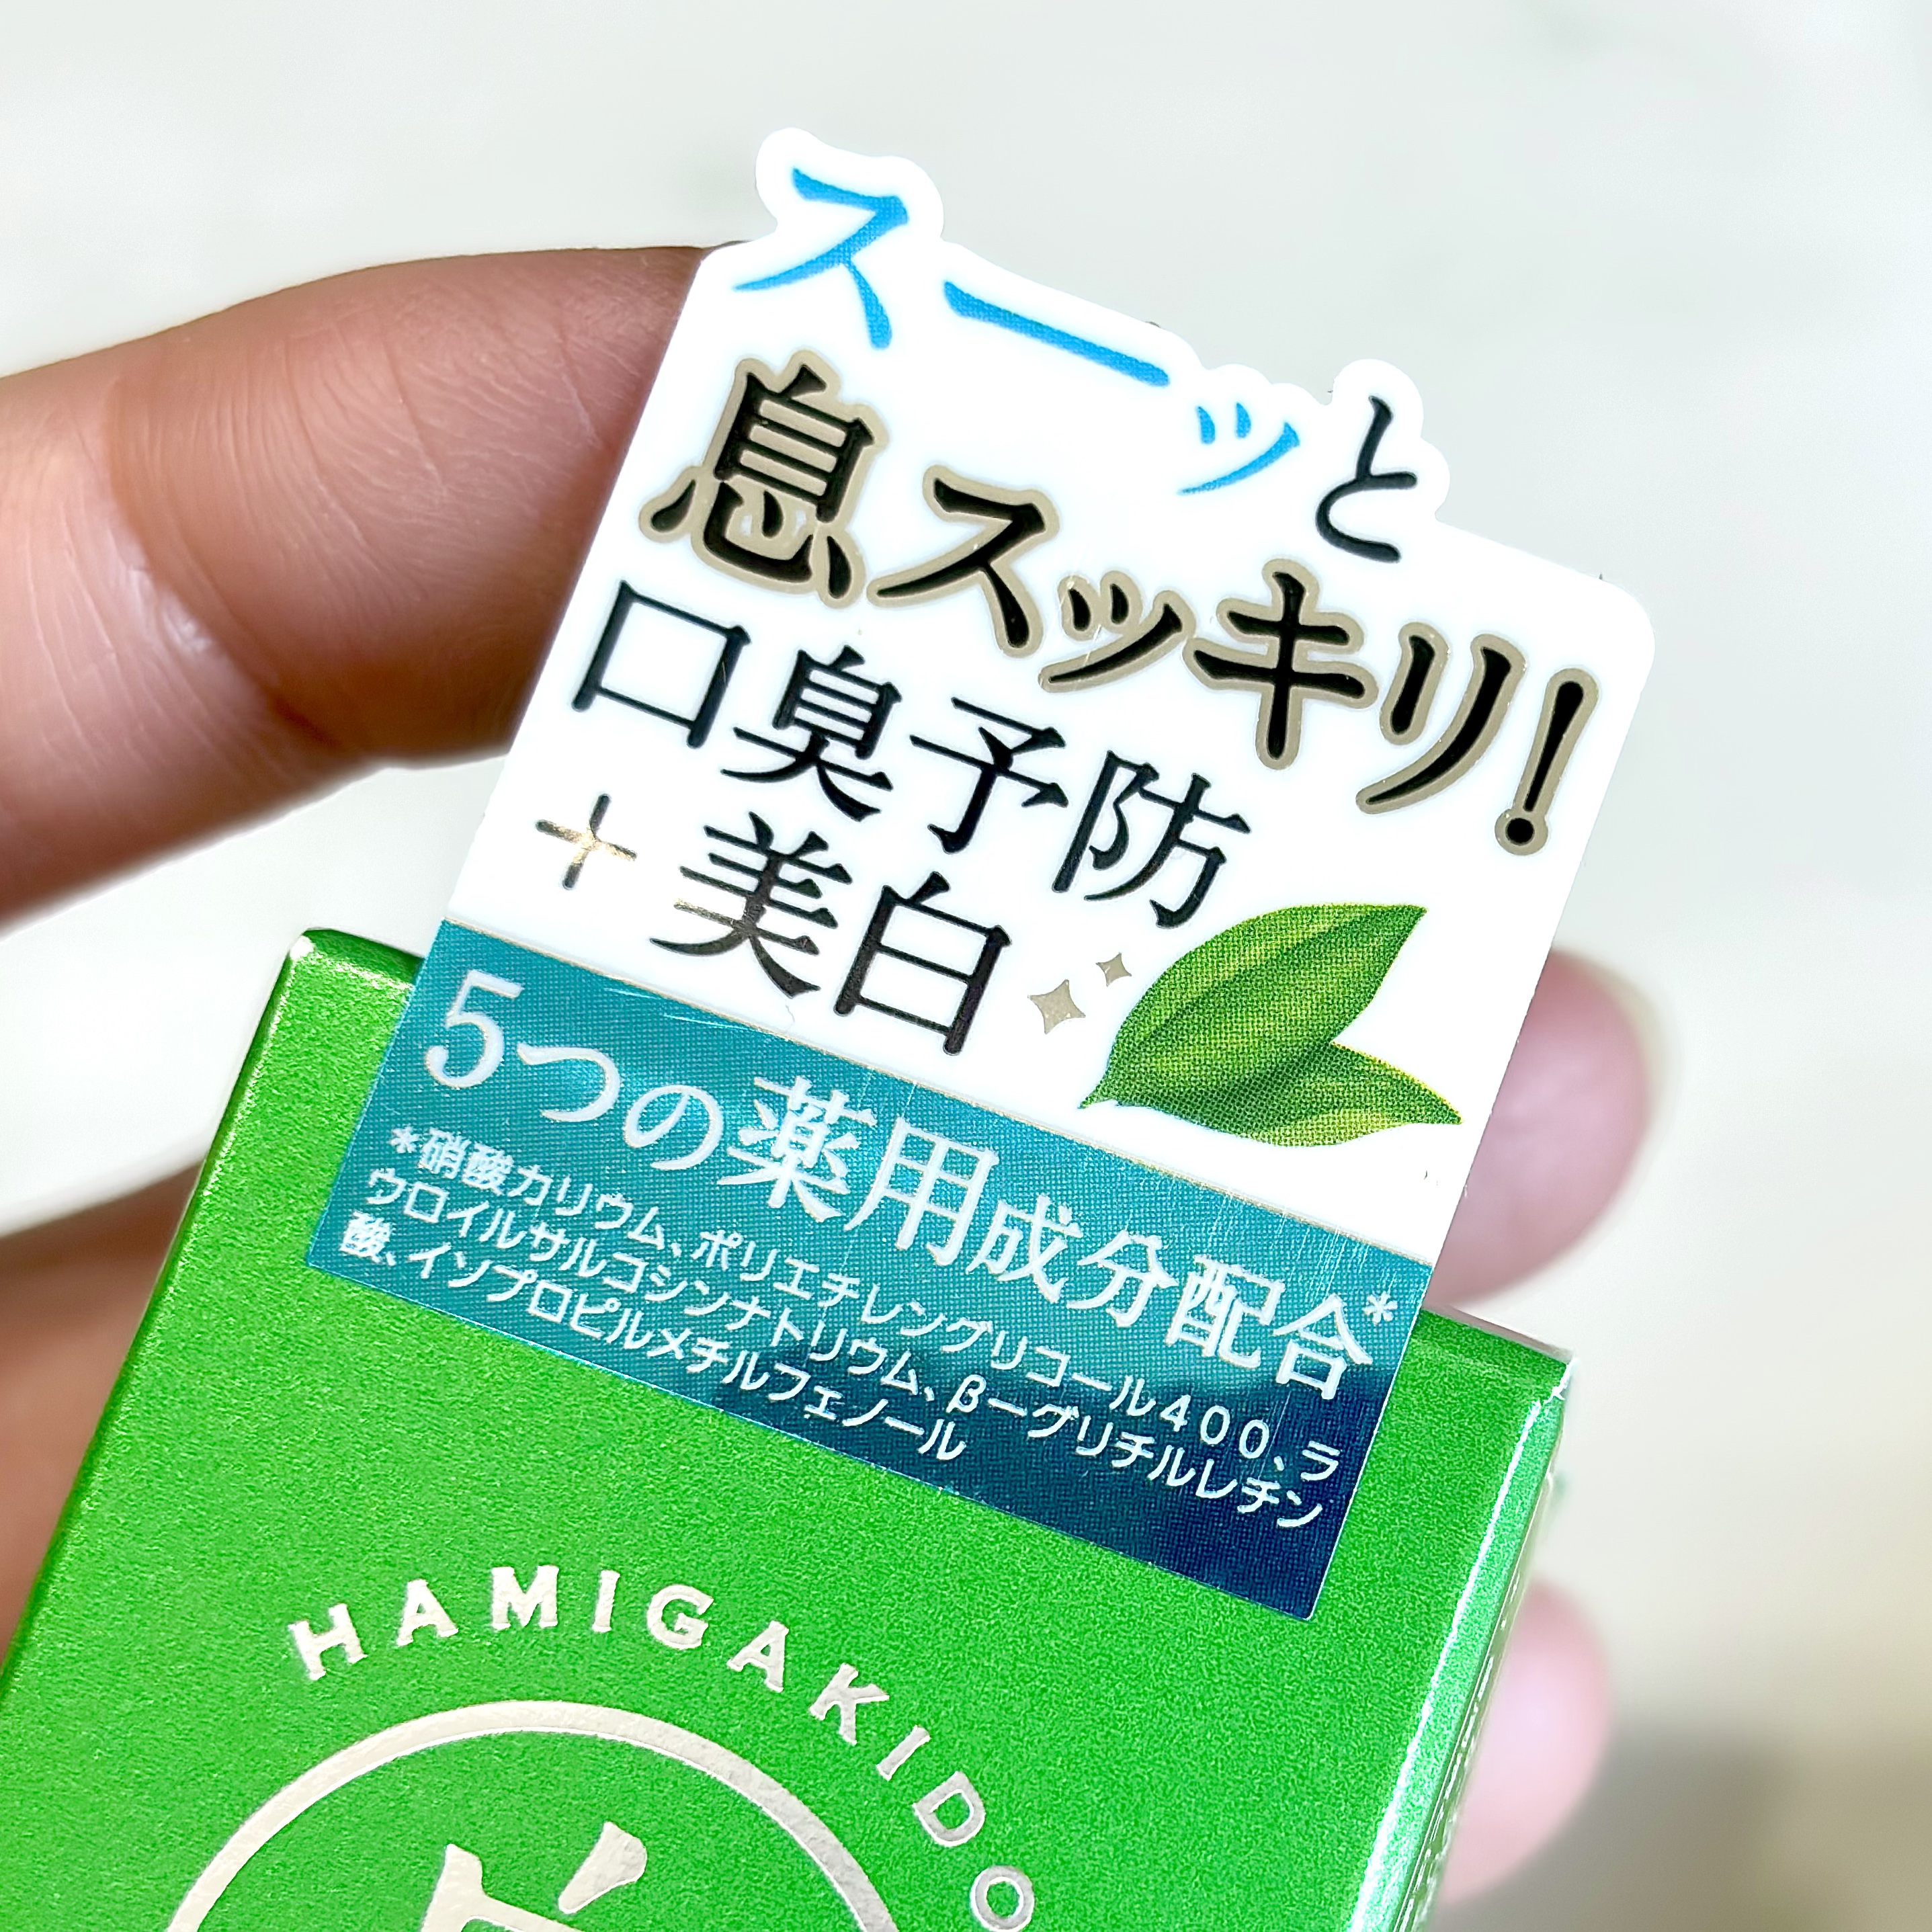 スーッと
息スッキリ!
口臭予防
+美白
5つの薬用成分配合*
*硝酸カリウム、ポリエチレングリコール400、ラ
ウロイルサルコシンナトリウム、β-グリチルレチン
酸、イソプロピルメチルフェノール
HAMIGAKIDO